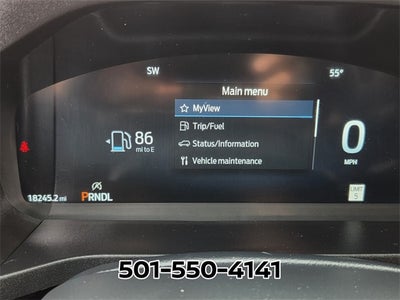 SW
55°
Main menu
MyView
Trip/Fuel
Status/Information
Vehicle maintenance
86
mi to E
0
MPH
18245.2 mi
PRNDL
LIMIT
5
501-550-4141